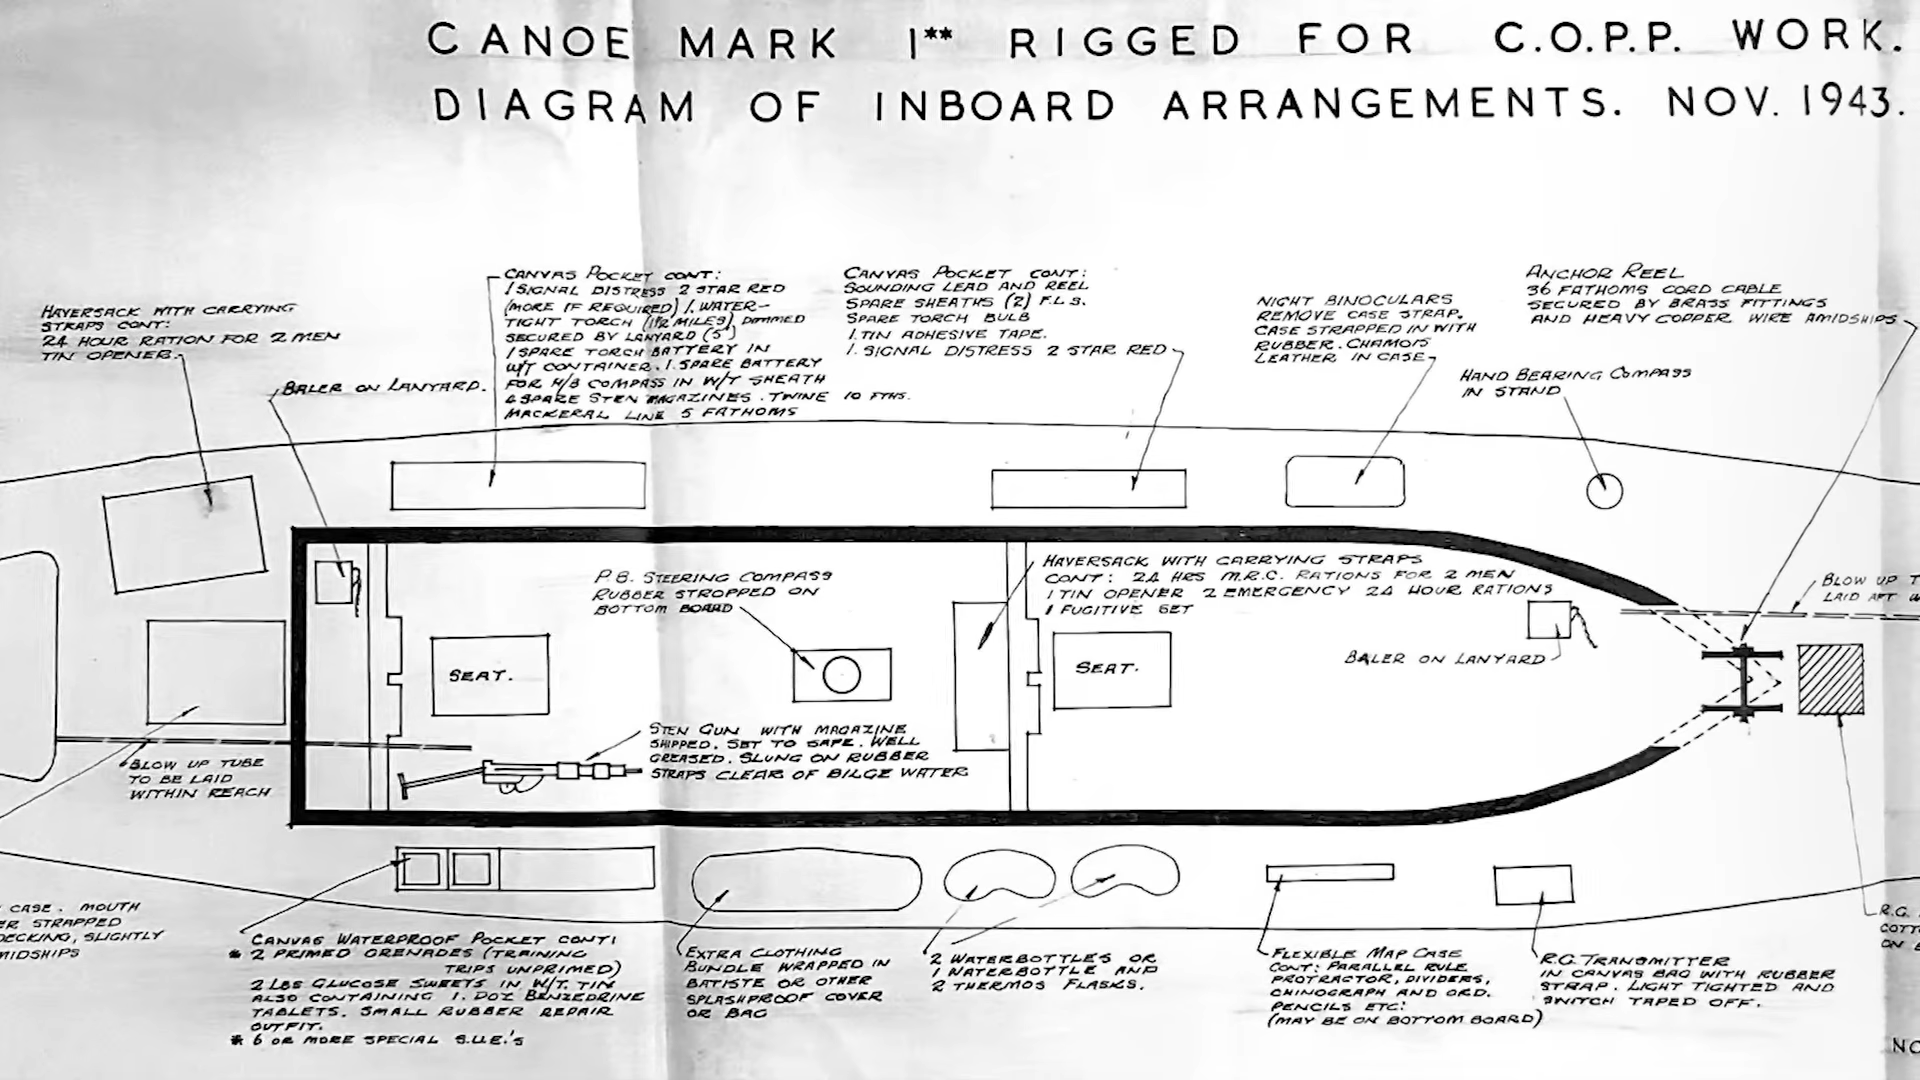 CANOE MARK 1** RIGGED FOR C.O.P.P. WORK.
DIAGRAM OF INBOARD ARRANGEMENTS. NOV. 1943.
HAVERSACK WITH CARRYING
STRAPS CONT:
24 HOUR RATION FOR 2 MEN
TIN OPENER.
BALER ON LANYARD.
CANVAS POCKET CONT:
1 SIGNAL DISTRESS 2 STAR RED
(MORE IF REQUIRED) 1. WATER-
TIGHT TORCH (1½ MILES) DIMMED
SECURED BY LANYARD (5')
1 SPARE TORCH BATTERY IN
W/T CONTAINER. 1. SPARE BATTERY
FOR H/B COMPASS IN W/T SHEATH
4 SPARE STEN MAGAZINES. TWINE 10 FTHS.
MACKERAL LINE 5 FATHOMS
CANVAS POCKET CONT:
SOUNDING LEAD AND REEL
SPARE SHEATHS (2) F.L.S.
SPARE TORCH BULB
1. TIN ADHESIVE TAPE.
1. SIGNAL DISTRESS 2 STAR RED
NIGHT BINOCULARS
REMOVE CASE STRAP.
CASE STRAPPED IN WITH
RUBBER. CHAMOIS
LEATHER IN CASE
HAND BEARING COMPASS
IN STAND
ANCHOR REEL
36 FATHOMS CORD CABLE
SECURED BY BRASS FITTINGS
AND HEAVY COPPER WIRE AMIDSHIPS
P.8. STEERING COMPASS
RUBBER STROPPED ON
BOTTOM BOARD
HAVERSACK WITH CARRYING STRAPS
CONT: 24 HRS M.R.C. RATIONS FOR 2 MEN
1 TIN OPENER 2 EMERGENCY 24 HOUR RATIONS
1 FUGITIVE SET
BLOW UP T
LAID AFT W
SEAT.
SEAT.
BALER ON LANYARD
STEN GUN WITH MAGAZINE
SHIPPED. SET TO SAFE. WELL
GREASED. SLUNG ON RUBBER
STRAPS CLEAR OF BILGE WATER
BLOW UP TUBE
TO BE LAID
WITHIN REACH
CASE. MOUTH
ER STRAPPED
DECKING, SLIGHTLY
MIDSHIPS
CANVAS WATERPROOF POCKET CONT:
* 2 PRIMED GRENADES (TRAINING
TRIPS UNPRIMED)
2 LBS GLUCOSE SWEETS IN W/T. TIN
ALSO CONTAINING 1. DOZ BENZEDRINE
TABLETS. SMALL RUBBER REPAIR
OUTFIT.
* 6 OR MORE SPECIAL S.U.E.'S
EXTRA CLOTHING
BUNDLE WRAPPED IN
BATISTE OR OTHER
SPLASHPROOF COVER
OR BAG
2 WATERBOTTLES OR
1 WATERBOTTLE AND
2 THERMOS FLASKS.
FLEXIBLE MAP CASE
CONT: PARALLEL RULE
PROTRACTOR, DIVIDERS,
CHINOGRAPH AND ORD.
PENCILS ETC:
(MAY BE ON BOTTOM BOARD)
R.G. TRANSMITTER
IN CANVAS BAG WITH RUBBER
STRAP. LIGHT TIGHTED AND
SWITCH TAPED OFF.
R.G.
COTT
ON
NO